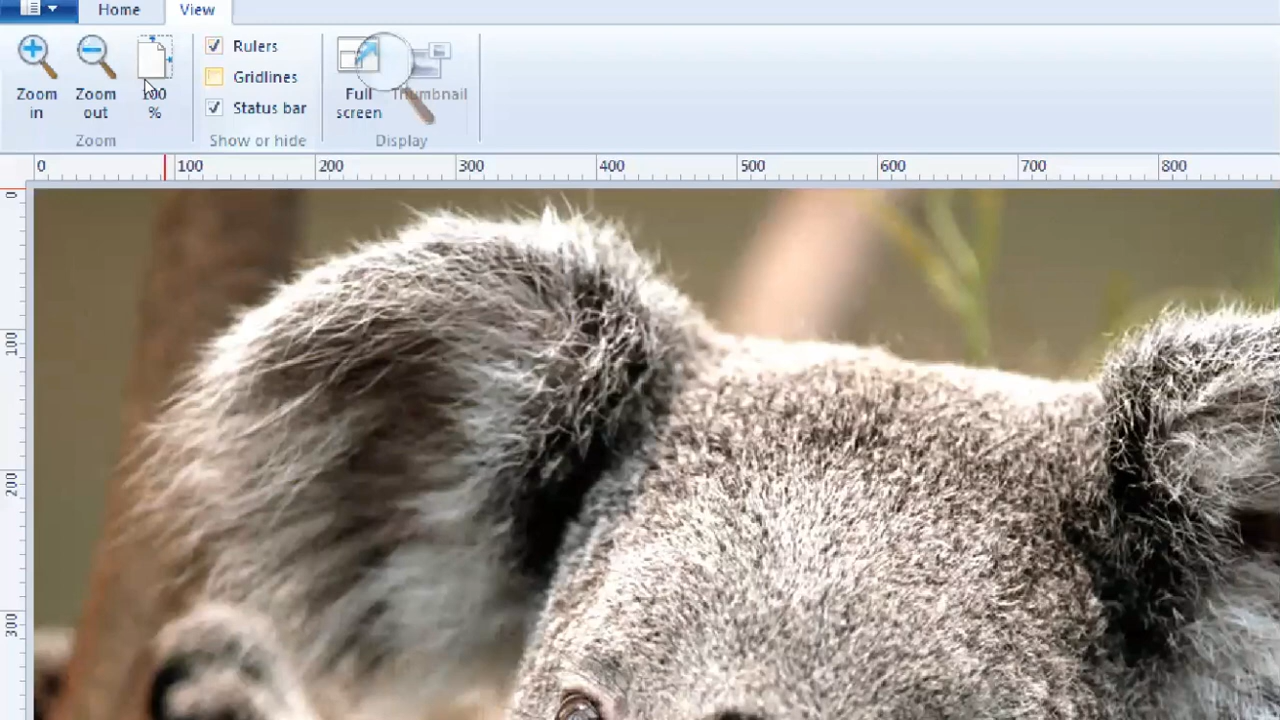 Home View
Zoom in
Zoom out
100 %
Zoom
Rulers
Gridlines
Status bar
Show or hide
Full screen
Thumbnail
Display
0 100 200 300 400 500 600 700 800
0
100
200
300